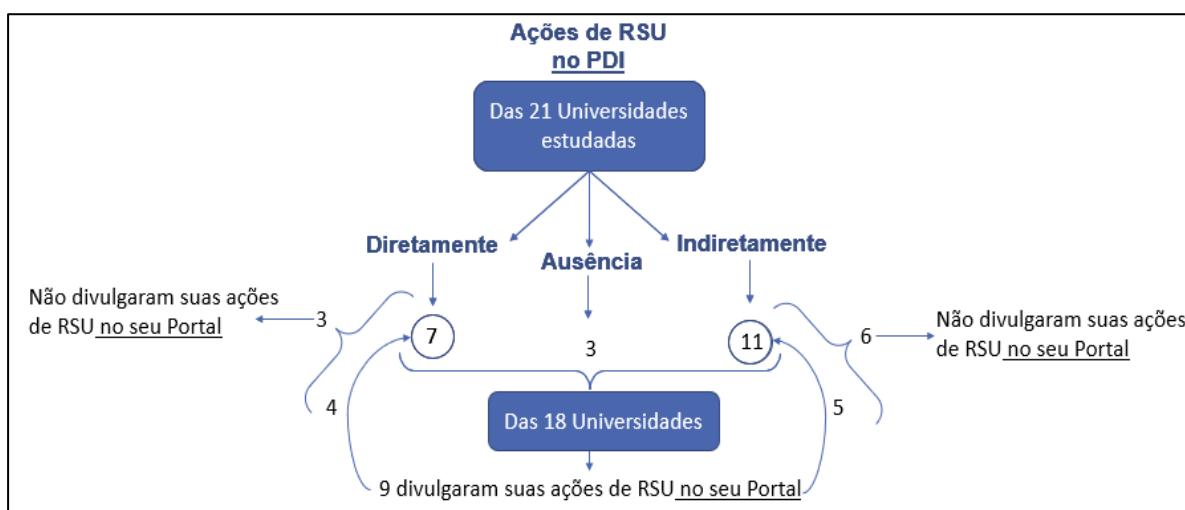 Ações de RSU
no PDI
Das 21 Universidades
estudadas
Diretamente
Ausência
Indiretamente
Não divulgaram suas ações
de RSU no seu Portal
3
7
3
11
6
Não divulgaram suas ações
de RSU no seu Portal
4
Das 18 Universidades
5
9 divulgaram suas ações de RSU no seu Portal